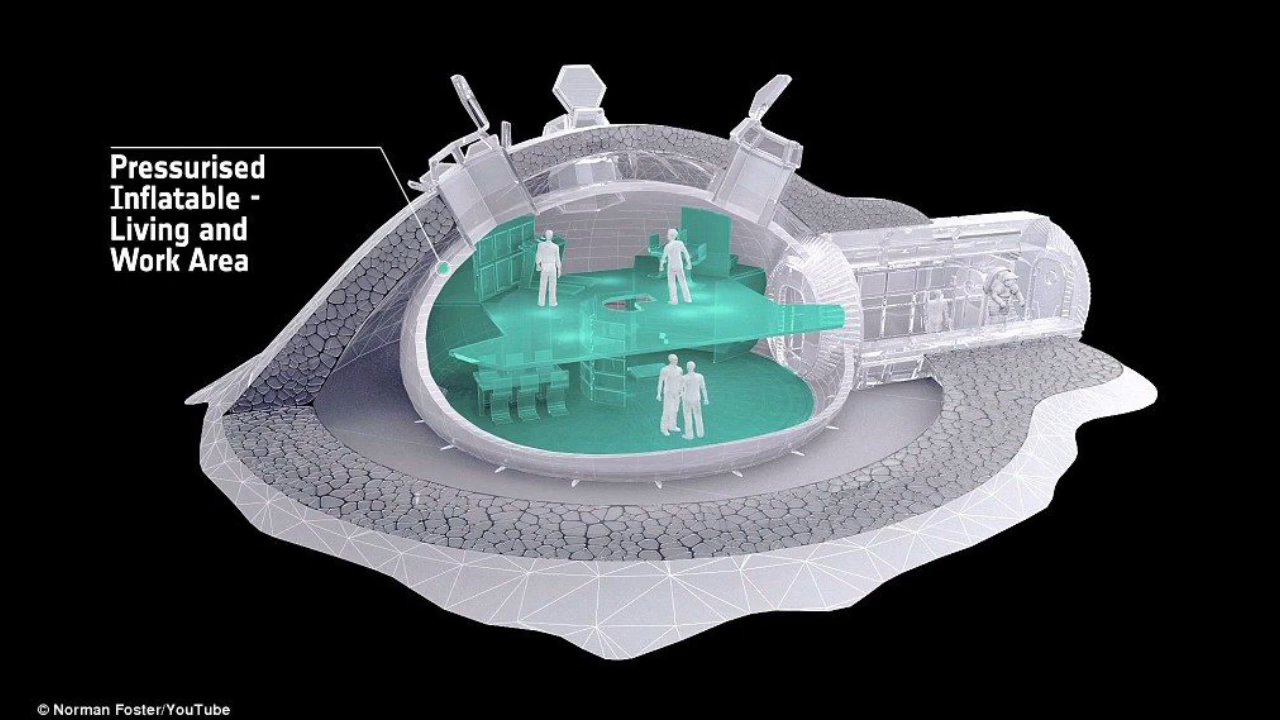 Pressurised
Inflatable -
Living and
Work Area
© Norman Foster/YouTube